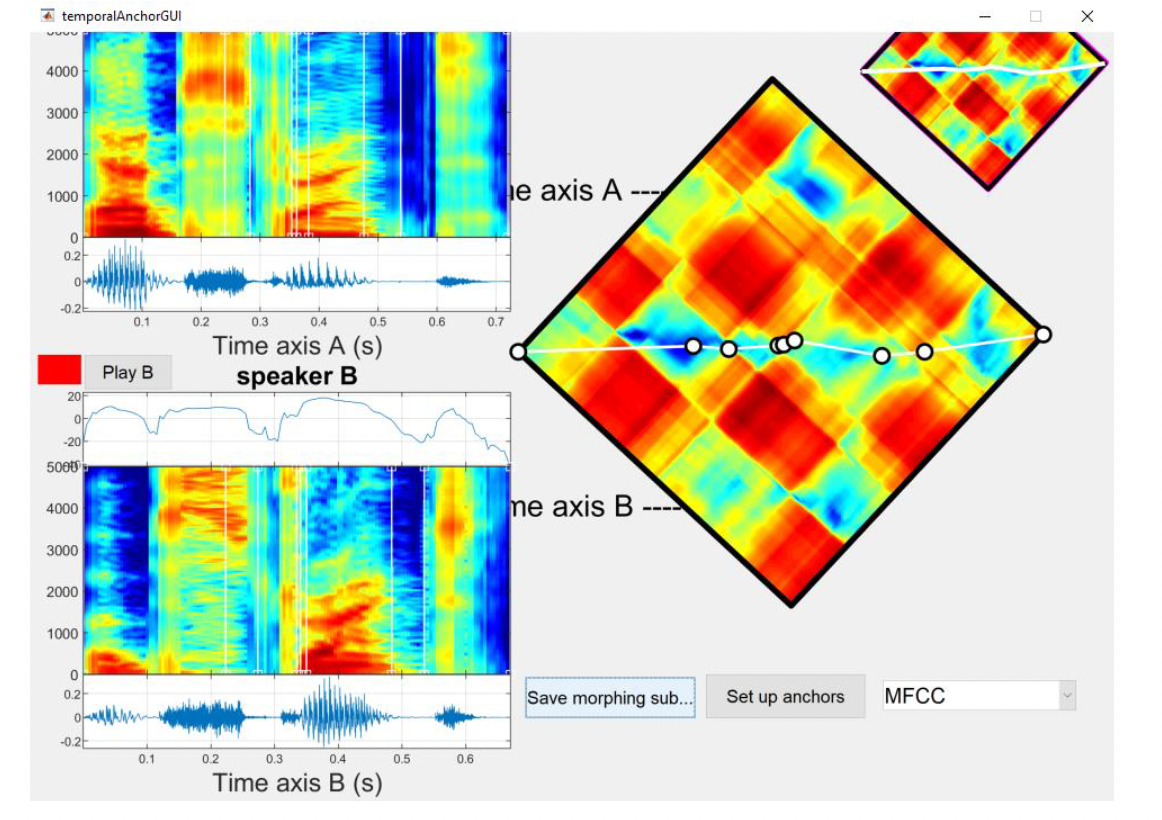 temporalAnchorGUI
5000
4000
3000
2000
1000
0
0.2
0
-0.2
0.1 0.2 0.3 0.4 0.5 0.6 0.7
Time axis A (s)
me axis A ----
Play B
speaker B
20
0
-20
5000
4000
3000
2000
1000
0
me axis B ----
0.2
0
-0.2
0.1 0.2 0.3 0.4 0.5 0.6
Time axis B (s)
Save morphing sub...
Set up anchors
MFCC